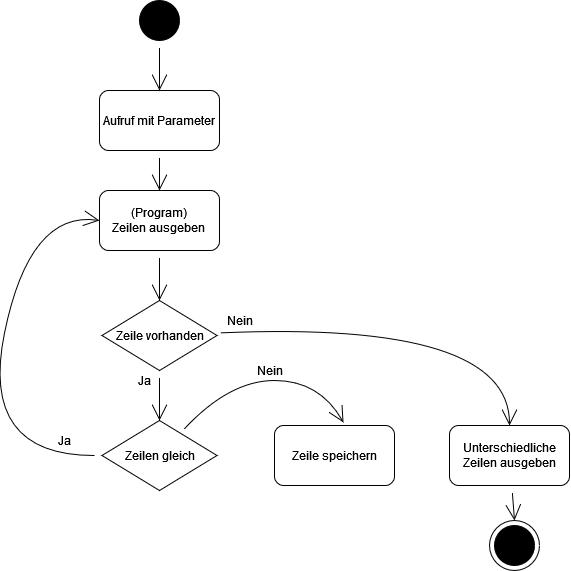 Aufruf mit Parameter
(Program)
Zeilen ausgeben
Zeile vorhanden
Nein
Ja
Nein
Ja
Zeilen gleich
Zeile speichern
Unterschiedliche
Zeilen ausgeben